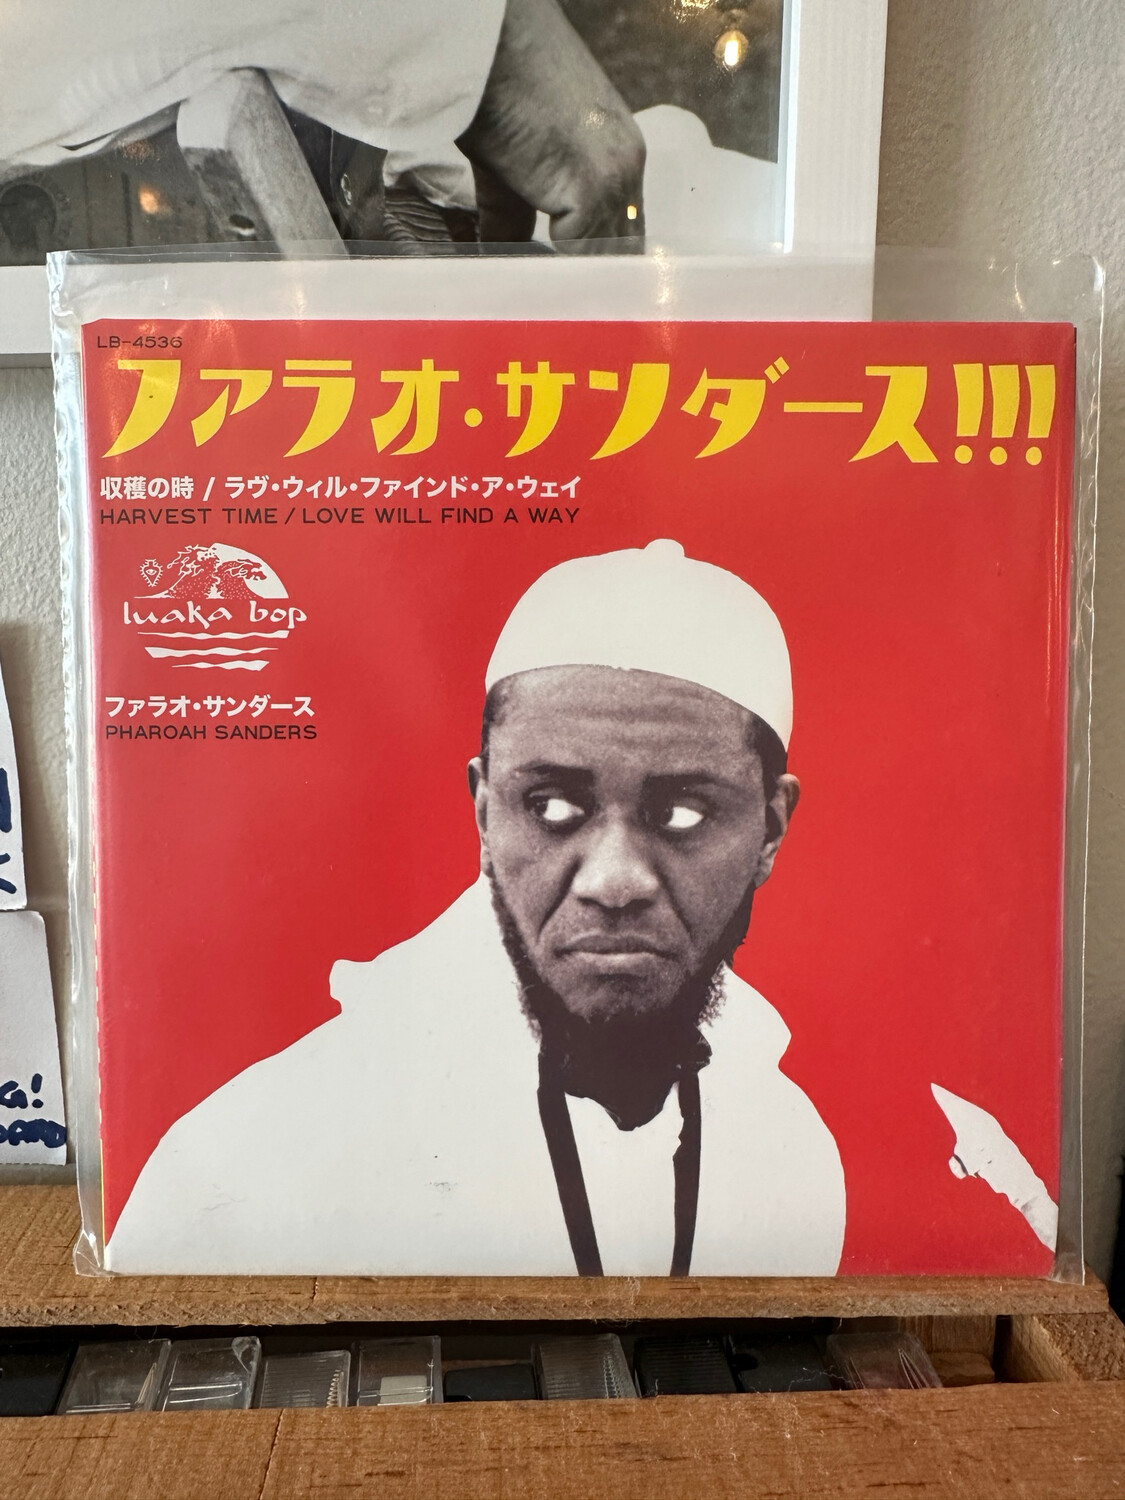 LB-4536
ファラオ・サンダース!!!
収穫の時 / ラヴ・ウィル・ファインド・ア・ウェイ
HARVEST TIME / LOVE WILL FIND A WAY
luaka bop
ファラオ・サンダース
PHAROAH SANDERS